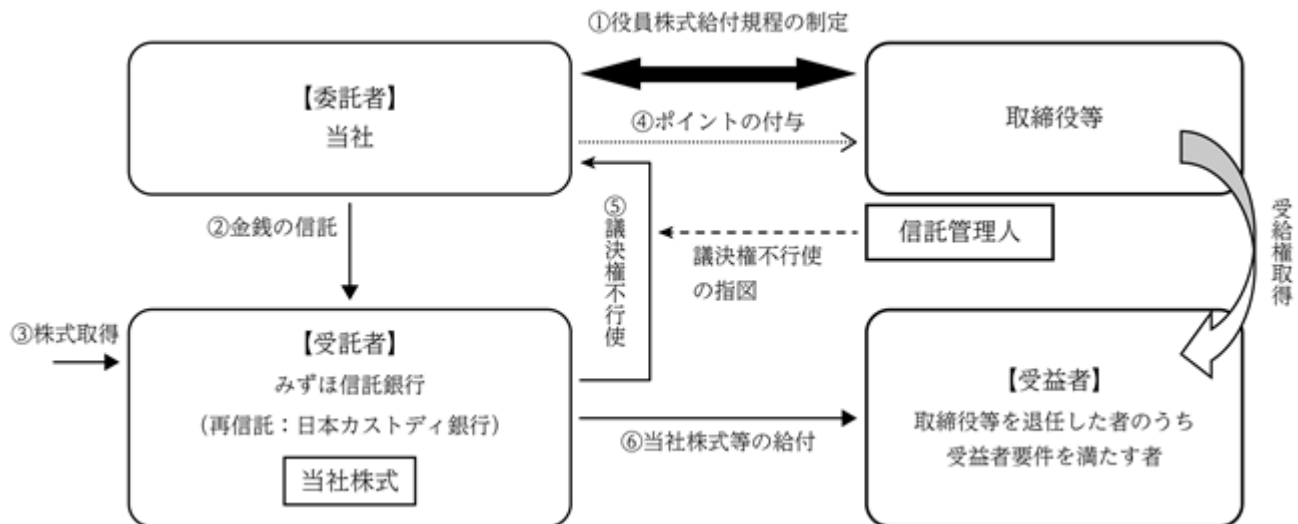 ①役員株式給付規程の制定
【委託者】
当社
取締役等
④ポイントの付与
②金銭の信託
⑤議決権不行使
信託管理人
議決権不行使
の指図
受給権取得
③株式取得
【受託者】
みずほ信託銀行
(再信託:日本カストディ銀行)
当社株式
⑥当社株式等の給付
【受益者】
取締役等を退任した者のうち
受益者要件を満たす者